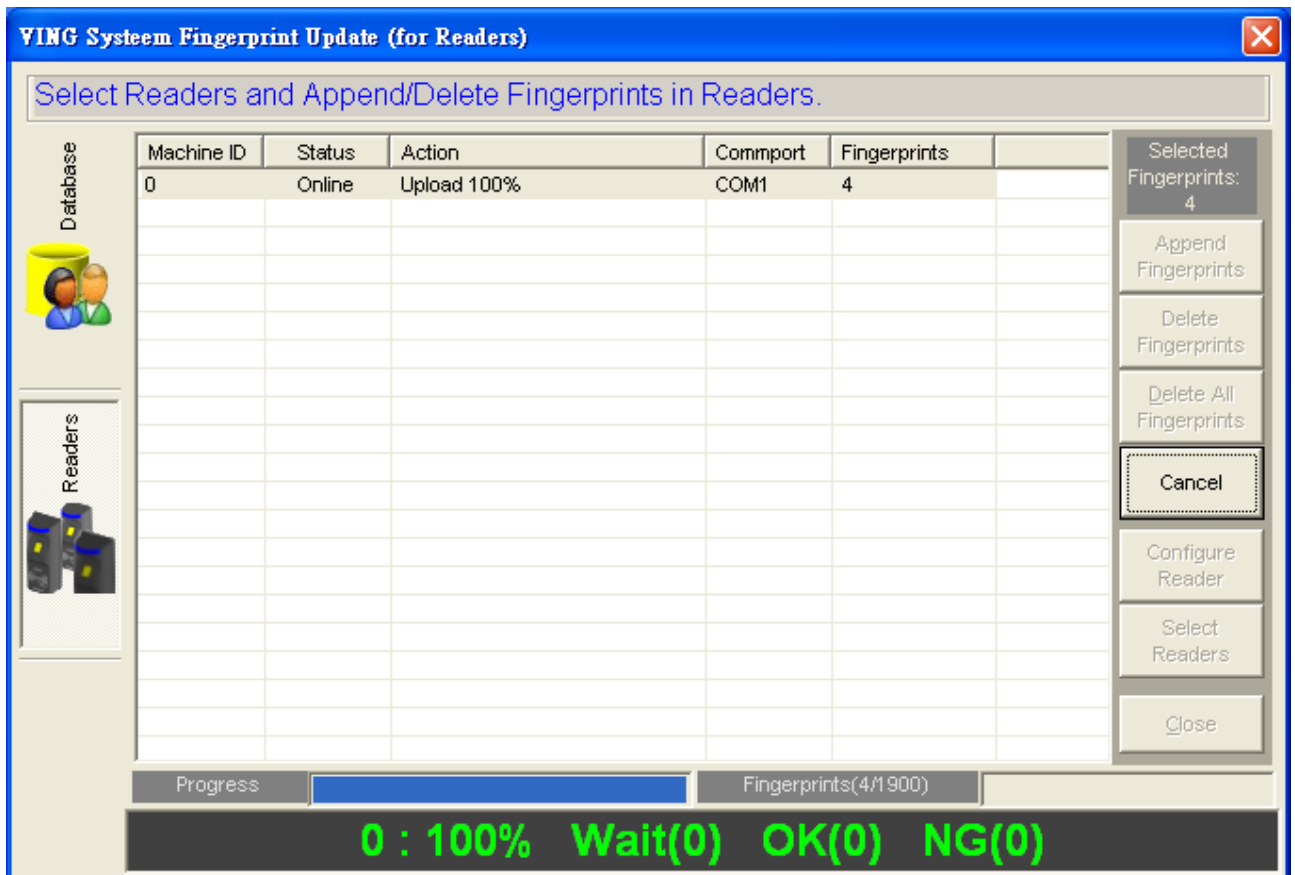 VING Systeem Fingerprint Update (for Readers)
Select Readers and Append/Delete Fingerprints in Readers.
Database
Readers
Machine ID Status Action Commport Fingerprints
0 Online Upload 100% COM1 4
Selected
Fingerprints:
4
Append
Fingerprints
Delete
Fingerprints
Delete All
Fingerprints
Cancel
Configure
Reader
Select
Readers
Close
Progress Fingerprints(4/1900)
0 : 100% Wait(0) OK(0) NG(0)